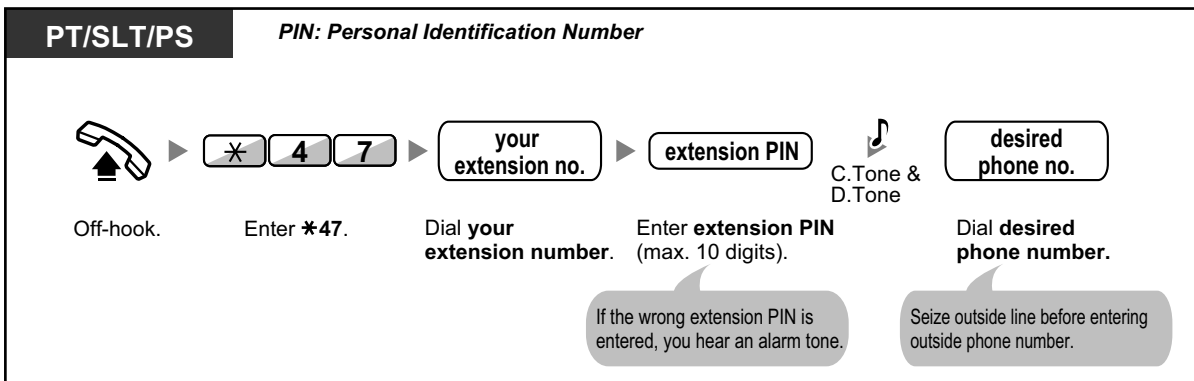 PT/SLT/PS
PIN: Personal Identification Number
* 4 7
your
extension no.
extension PIN
C.Tone &
D.Tone
desired
phone no.
Off-hook.
Enter *47.
Dial your
extension number.
Enter extension PIN
(max. 10 digits).
Dial desired
phone number.
If the wrong extension PIN is
entered, you hear an alarm tone.
Seize outside line before entering
outside phone number.